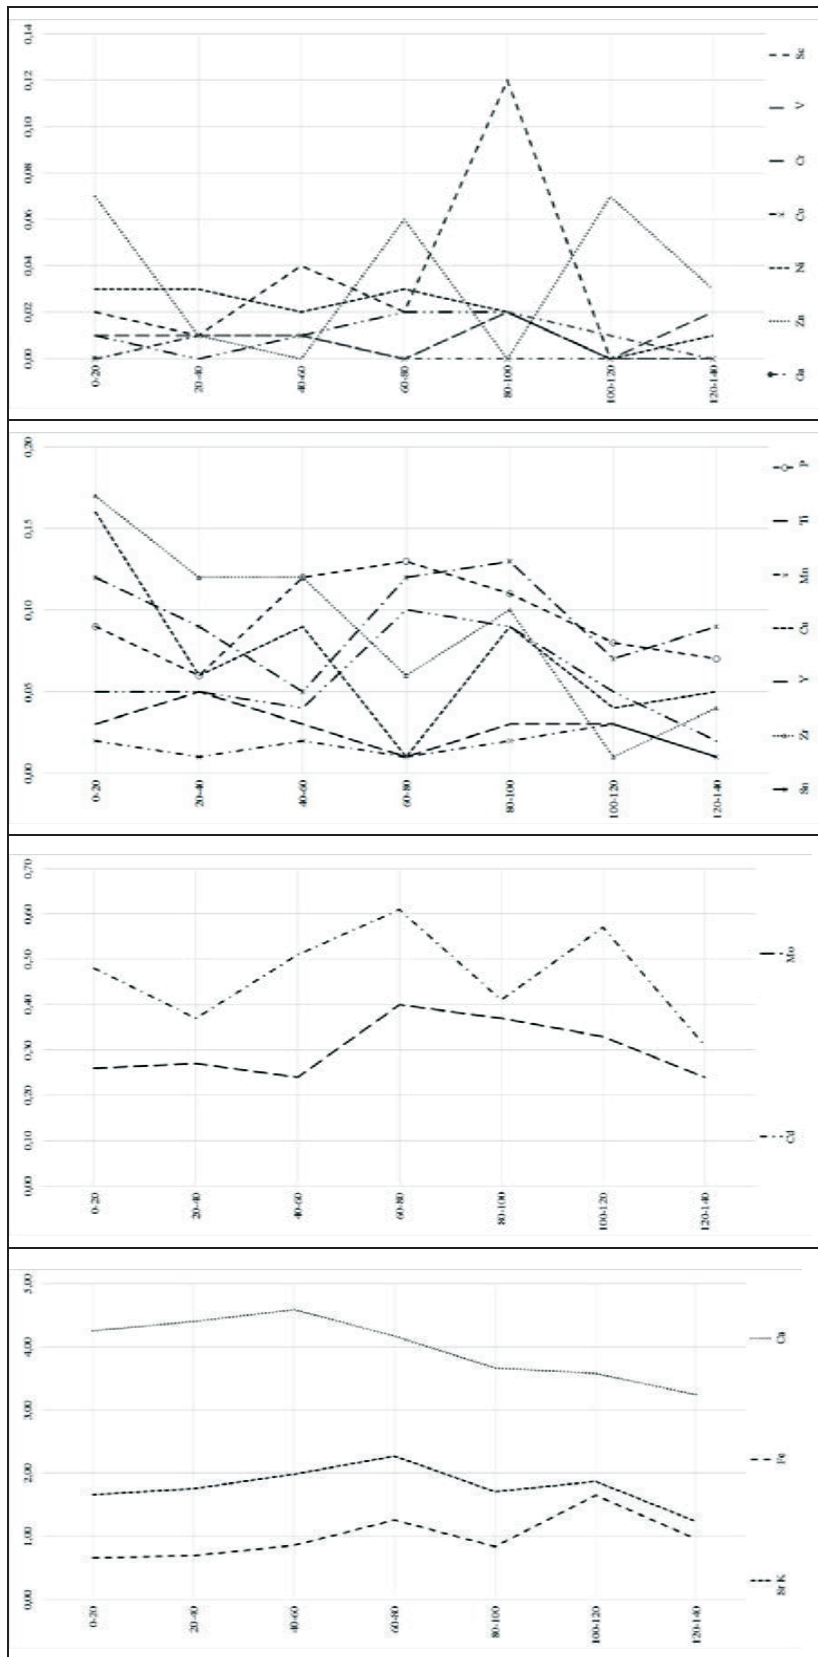 0,14
0,12
0,10
0,08
0,06
0,04
0,02
0,00
0-20
20-40
40-60
60-80
80-100
100-120
120-140
Sc
V
Cr
Co
Ni
Zn
Ga
0,20
0,15
0,10
0,05
0,00
0-20
20-40
40-60
60-80
80-100
100-120
120-140
P
Ti
Mn
Cu
Y
Zr
Sn
0,70
0,60
0,50
0,40
0,30
0,20
0,10
0,00
0-20
20-40
40-60
60-80
80-100
100-120
120-140
Mo
Cd
5,00
4,00
3,00
2,00
1,00
0,00
0-20
20-40
40-60
60-80
80-100
100-120
120-140
Ca
Fe
Sr K